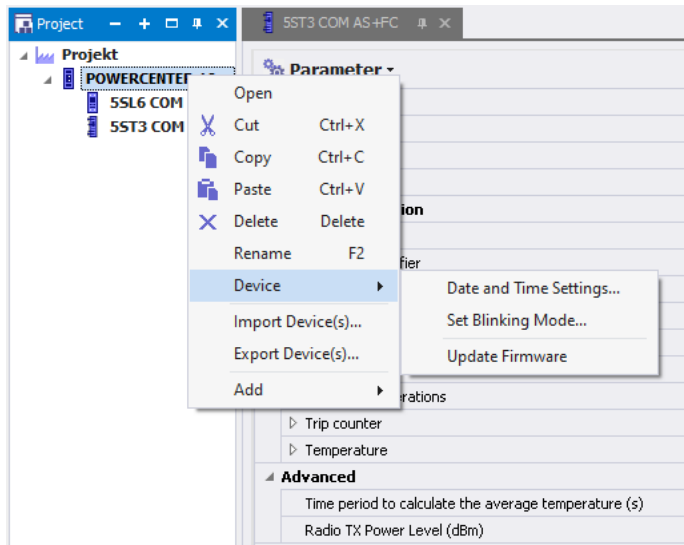 Project
5ST3 COM AS+FC
Projekt
Parameter
POWERCENTER
5SL6 COM
5ST3 COM
Open
Cut Ctrl+X
Copy Ctrl+C
Paste Ctrl+V
Delete Delete
Rename F2
Device
Import Device(s)...
Export Device(s)...
Add
Date and Time Settings...
Set Blinking Mode...
Update Firmware
Trip counter
Temperature
Advanced
Time period to calculate the average temperature (s)
Radio TX Power Level (dBm)